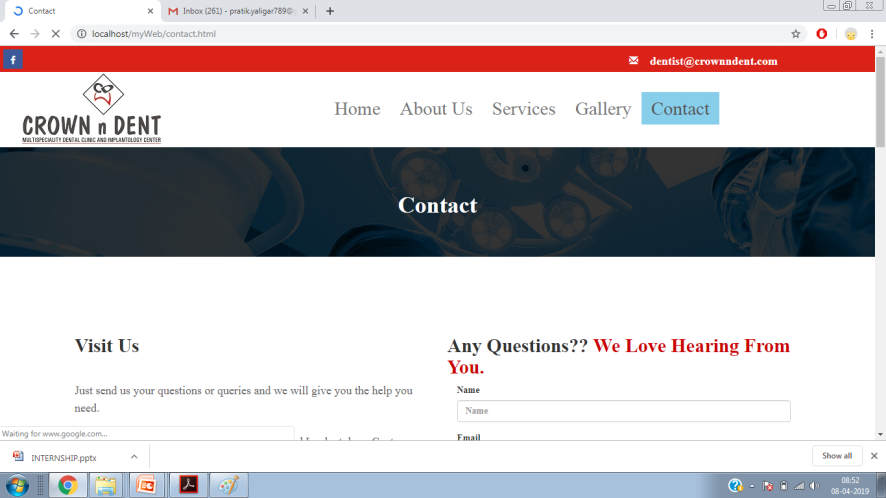 Contact
Inbox (261) - pratik.yaligar789@
localhost/myWeb/contact.html
f
dentist@crownndent.com
CROWN n DENT
MULTISPECIALITY DENTAL CLINIC AND IMPLANTOLOGY CENTER
Home About Us Services Gallery Contact
Contact
Visit Us
Just send us your questions or queries and we will give you the help you
need.
Any Questions?? We Love Hearing From
You.
Name
Name
Email
Waiting for www.google.com...
INTERNSHIP.pptx
Show all
08:52
08-04-2019